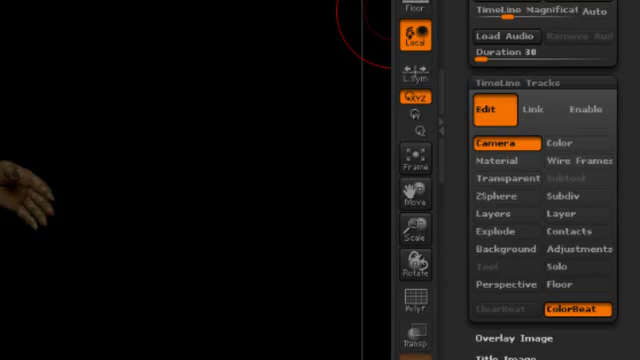 Floor
Local
L.Sym
XYZ
Y
Z
Frame
Move
Scale
Rotate
PolyF
Transp
TimeLine Magnificat Auto
Load Audio Remove Au
Duration 30
TimeLine Tracks
Edit Link Enable
Camera Color
Material Wire Frames
Transparent Subtool
ZSphere Subdiv
Layers Layer
Explode Contacts
Background Adjustments
Tool Solo
Perspective Floor
ClearBeat ColorBeat
Overlay Image
Title Image